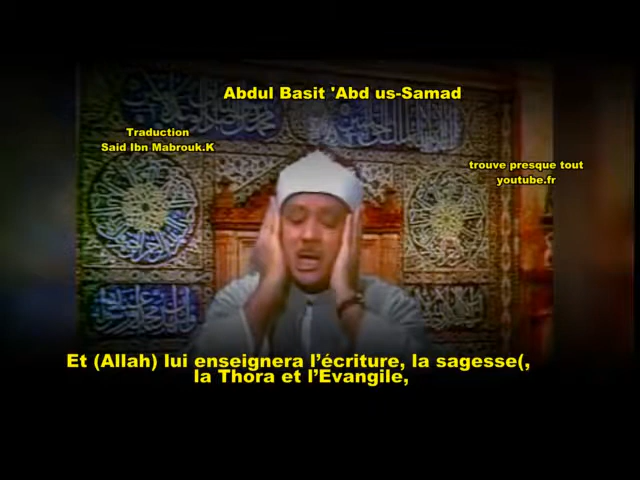 Abdul Basit 'Abd us-Samad
Traduction
Said Ibn Mabrouk.K
trouve presque tout
youtube.fr
Et (Allah) lui enseignera l’écriture, la sagesse(,
la Thora et l’Evangile,